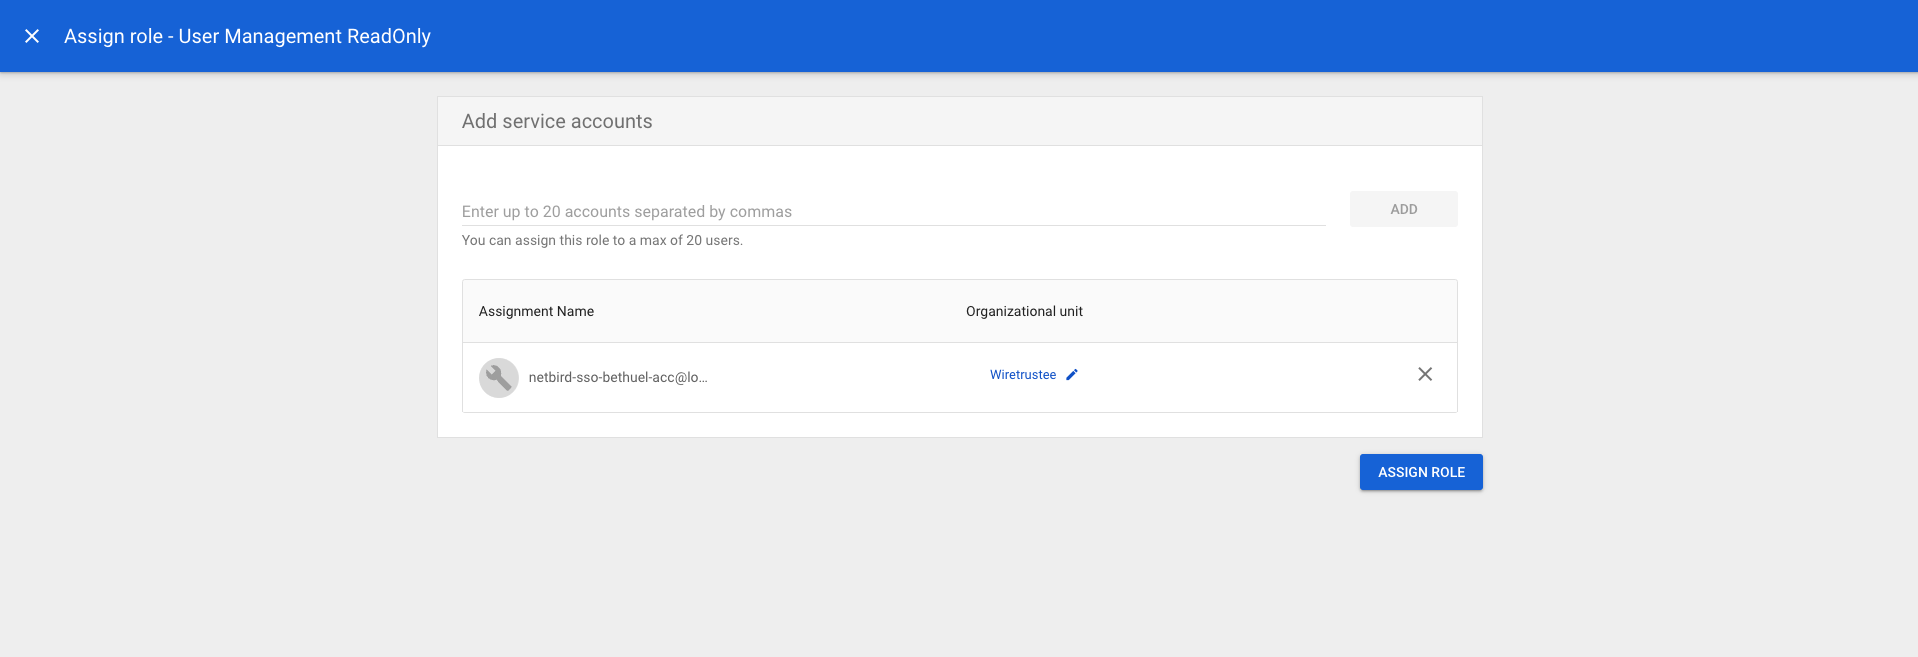 Assign role - User Management ReadOnly
Add service accounts
Enter up to 20 accounts separated by commas
ADD
You can assign this role to a max of 20 users.
Assignment Name
Organizational unit
netbird-sso-bethuel-acc@lo...
Wiretrustee
ASSIGN ROLE